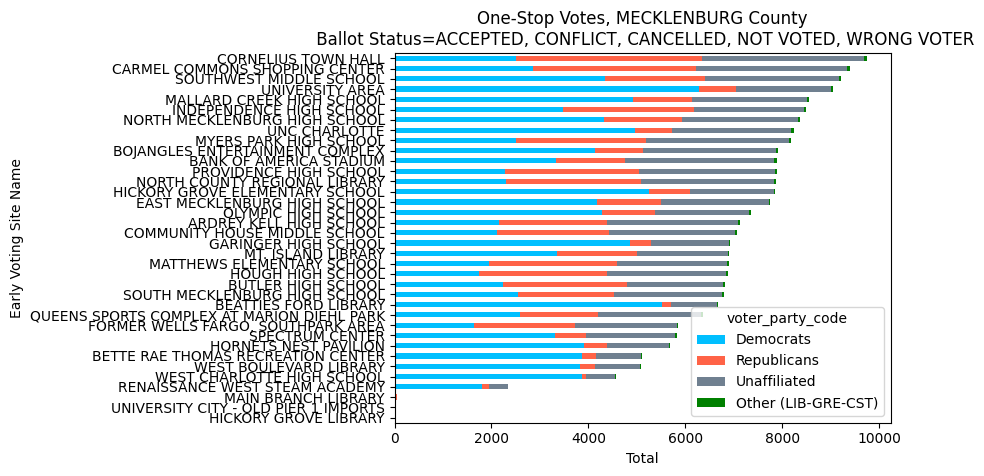 One-Stop Votes, MECKLENBURG County
Ballot Status=ACCEPTED, CONFLICT, CANCELLED, NOT VOTED, WRONG VOTER
Early Voting Site Name
CORNELIUS TOWN HALL
CARMEL COMMONS SHOPPING CENTER
SOUTHWEST MIDDLE SCHOOL
UNIVERSITY AREA
MALLARD CREEK HIGH SCHOOL
INDEPENDENCE HIGH SCHOOL
NORTH MECKLENBURG HIGH SCHOOL
UNC CHARLOTTE
MYERS PARK HIGH SCHOOL
BOJANGLES ENTERTAINMENT COMPLEX
BANK OF AMERICA STADIUM
PROVIDENCE HIGH SCHOOL
NORTH COUNTY REGIONAL LIBRARY
HICKORY GROVE ELEMENTARY SCHOOL
EAST MECKLENBURG HIGH SCHOOL
OLYMPIC HIGH SCHOOL
ARDREY KELL HIGH SCHOOL
COMMUNITY HOUSE MIDDLE SCHOOL
GARINGER HIGH SCHOOL
MT. ISLAND LIBRARY
MATTHEWS ELEMENTARY SCHOOL
HOUGH HIGH SCHOOL
BUTLER HIGH SCHOOL
SOUTH MECKLENBURG HIGH SCHOOL
BEATTIES FORD LIBRARY
QUEENS SPORTS COMPLEX AT MARION DIEHL PARK
FORMER WELLS FARGO, SOUTHPARK AREA
SPECTRUM CENTER
HORNETS NEST PAVILION
BETTE RAE THOMAS RECREATION CENTER
WEST BOULEVARD LIBRARY
WEST CHARLOTTE HIGH SCHOOL
RENAISSANCE WEST STEAM ACADEMY
MAIN BRANCH LIBRARY
UNIVERSITY CITY - OLD PIER 1 IMPORTS
HICKORY GROVE LIBRARY
voter_party_code
Democrats
Republicans
Unaffiliated
Other (LIB-GRE-CST)
0 2000 4000 6000 8000 10000
Total